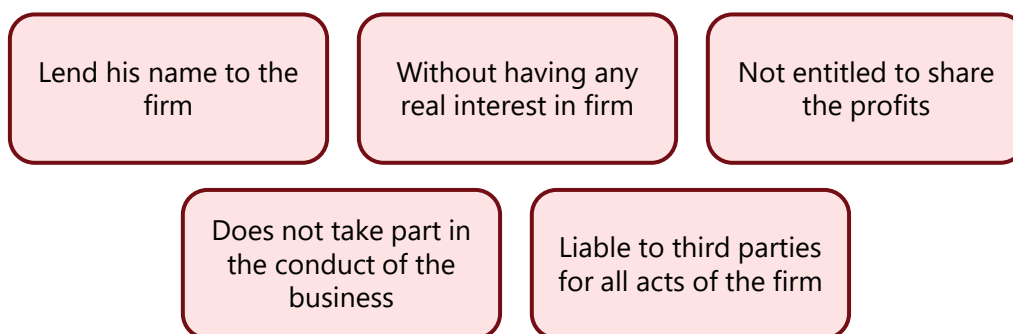 Lend his name to the
firm
Without having any
real interest in firm
Not entitled to share
the profits
Does not take part in
the conduct of the
business
Liable to third parties
for all acts of the firm